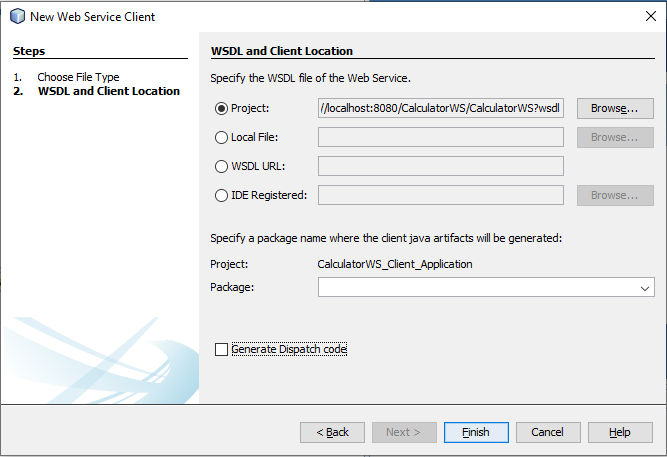 New Web Service Client
Steps
1. Choose File Type
2. WSDL and Client Location
WSDL and Client Location
Specify the WSDL file of the Web Service.
Project: //localhost:8080/CalculatorWS/CalculatorWS?wsdl Browse...
Local File: Browse...
WSDL URL:
IDE Registered: Browse...
Specify a package name where the client java artifacts will be generated:
Project: CalculatorWS_Client_Application
Package:
Generate Dispatch code
< Back Next > Finish Cancel Help